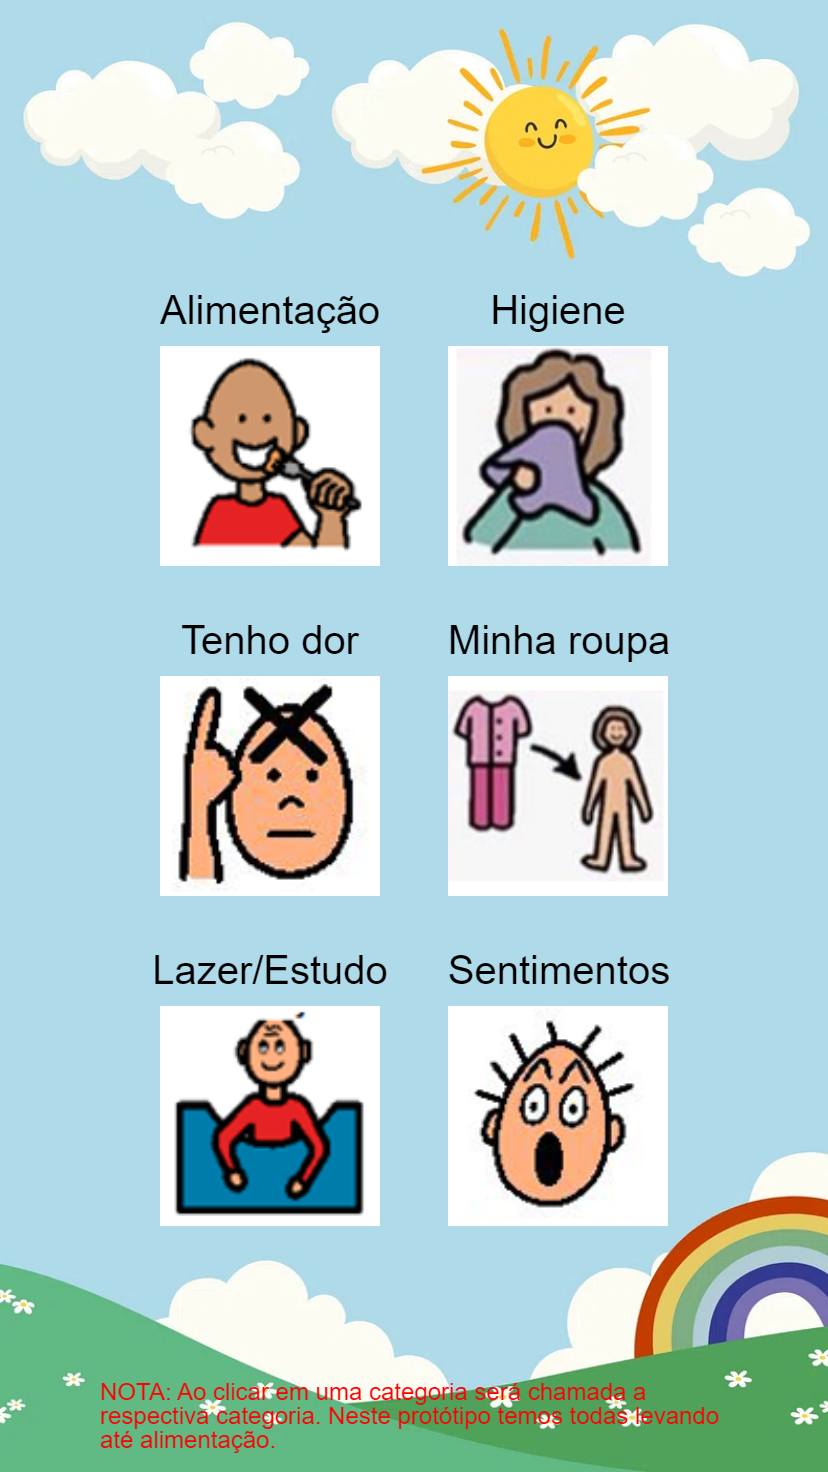 Alimentação
Higiene
Tenho dor
Minha roupa
Lazer/Estudo
Sentimentos
NOTA: Ao clicar em uma categoria será chamada a
respectiva categoria. Neste protótipo temos todas levando
até alimentação.